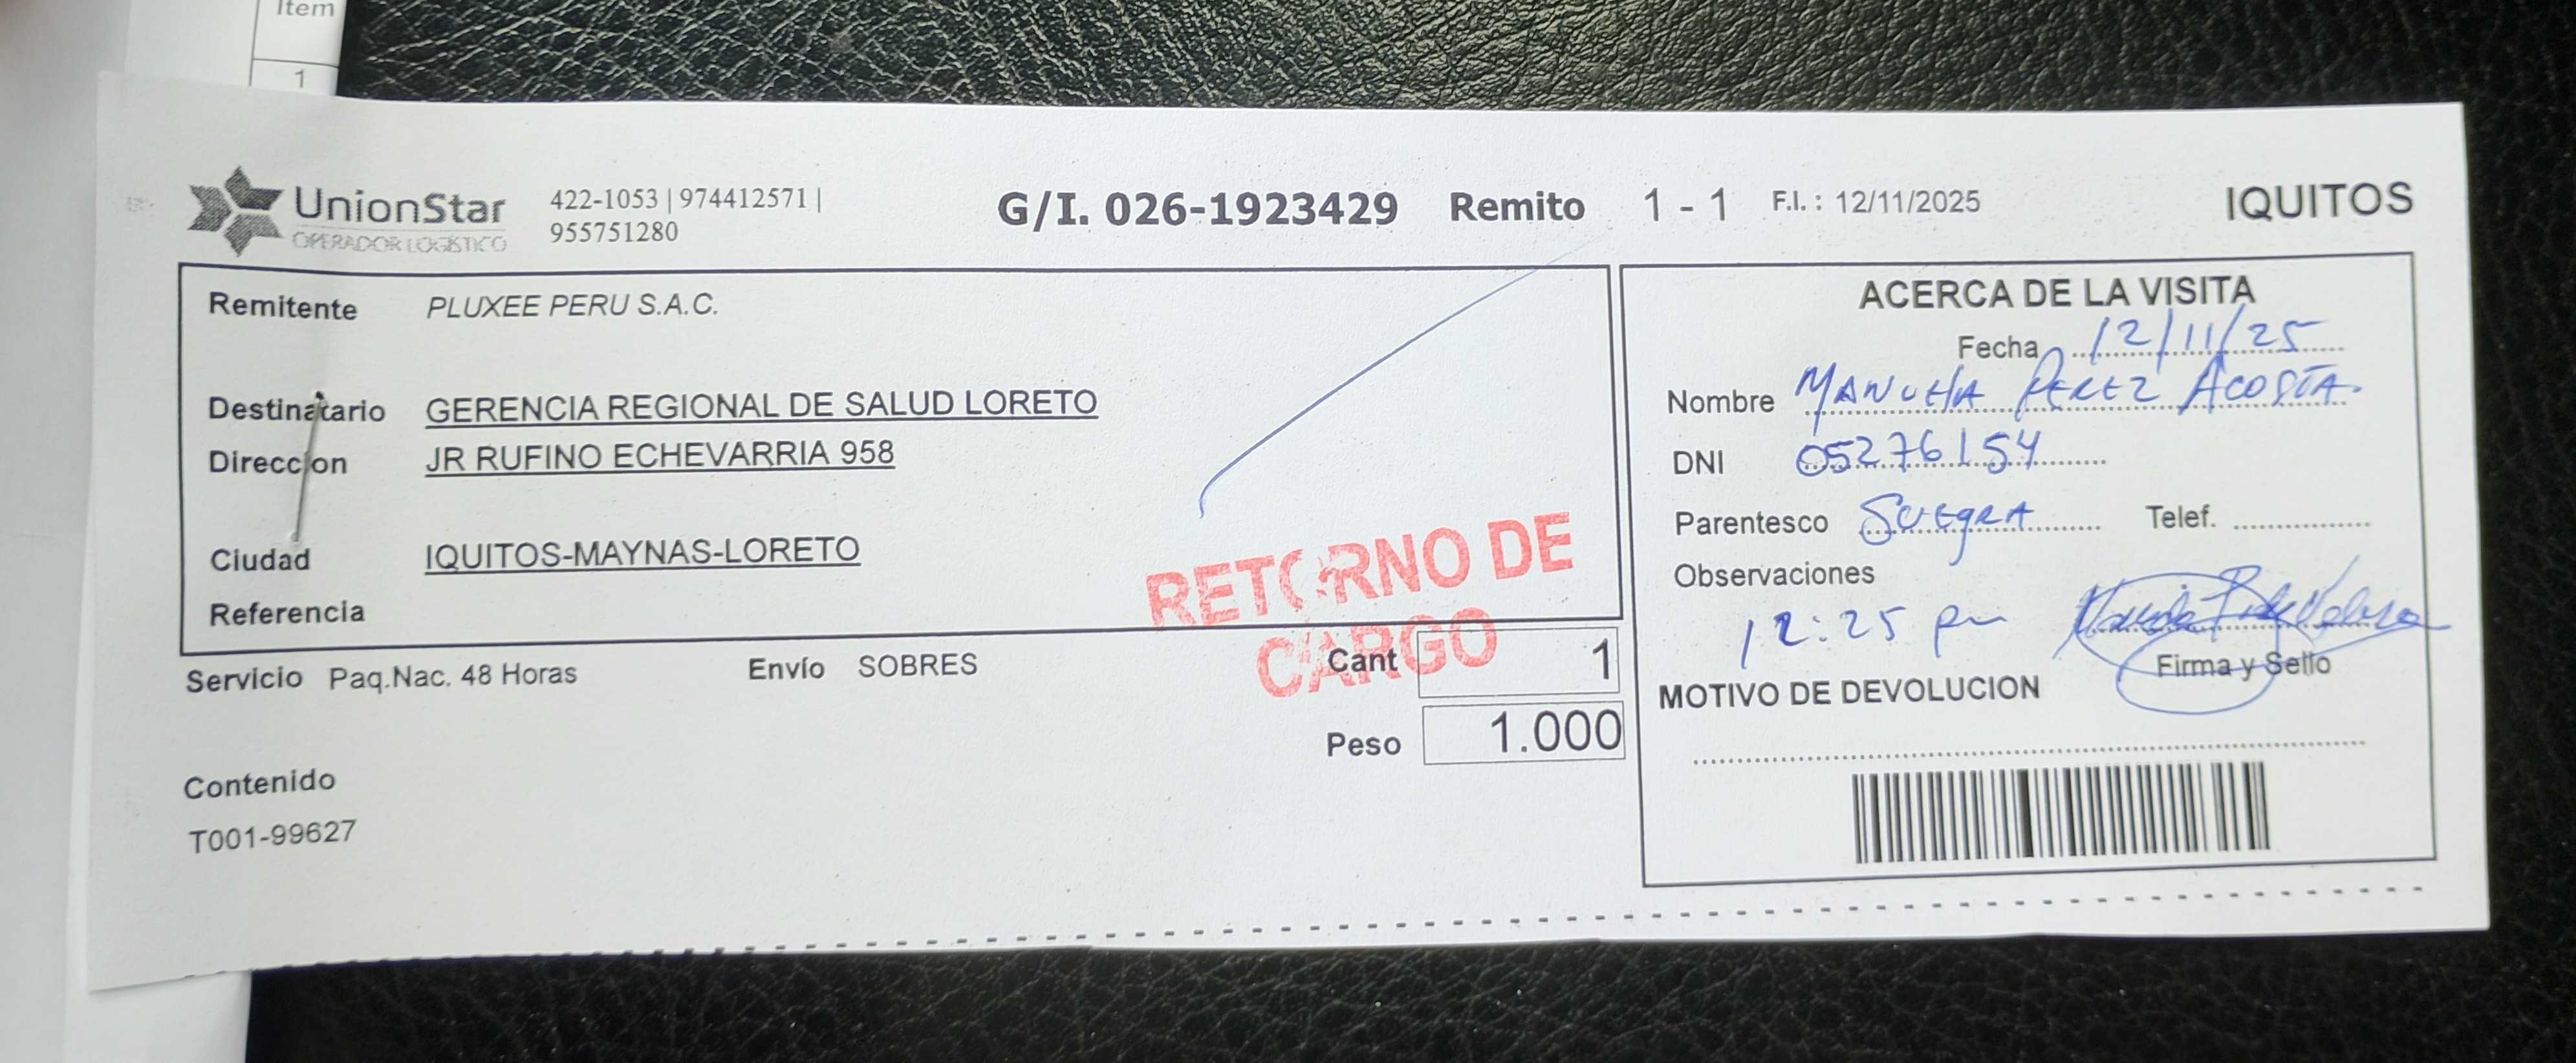 Item
1
UnionStar
OPERADOR LOGISTICO
422-1053 | 974412571 |
955751280
G/I. 026-1923429 Remito 1 - 1 F.I. : 12/11/2025
IQUITOS
Remitente PLUXEE PERU S.A.C.
Destinatario GERENCIA REGIONAL DE SALUD LORETO
Direccion JR RUFINO ECHEVARRIA 958
Ciudad IQUITOS-MAYNAS-LORETO
Referencia
RETORNO DE
CARGO
Servicio Paq.Nac. 48 Horas Envío SOBRES Cant 1
Peso 1.000
Contenido
T001-99627
ACERCA DE LA VISITA
Fecha 12/11/25
Nombre MANUHA PEREZ ACOSTA
DNI 05276154
Parentesco SuEgRA Telef.
Observaciones
12:25 pm
Firma y Sello
MOTIVO DE DEVOLUCION